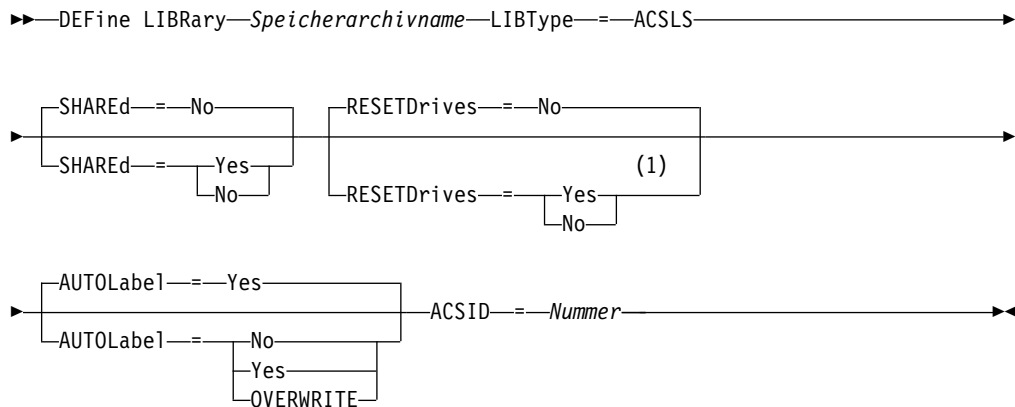 DEFine LIBRary Speicherarchivname LIBType = ACSLS
SHAREd = No RESETDrives = No
SHAREd = Yes (1)
No RESETDrives = Yes
No
AUTOLabel = Yes
ACSID = Nummer
AUTOLabel = No
Yes
OVERWRITE